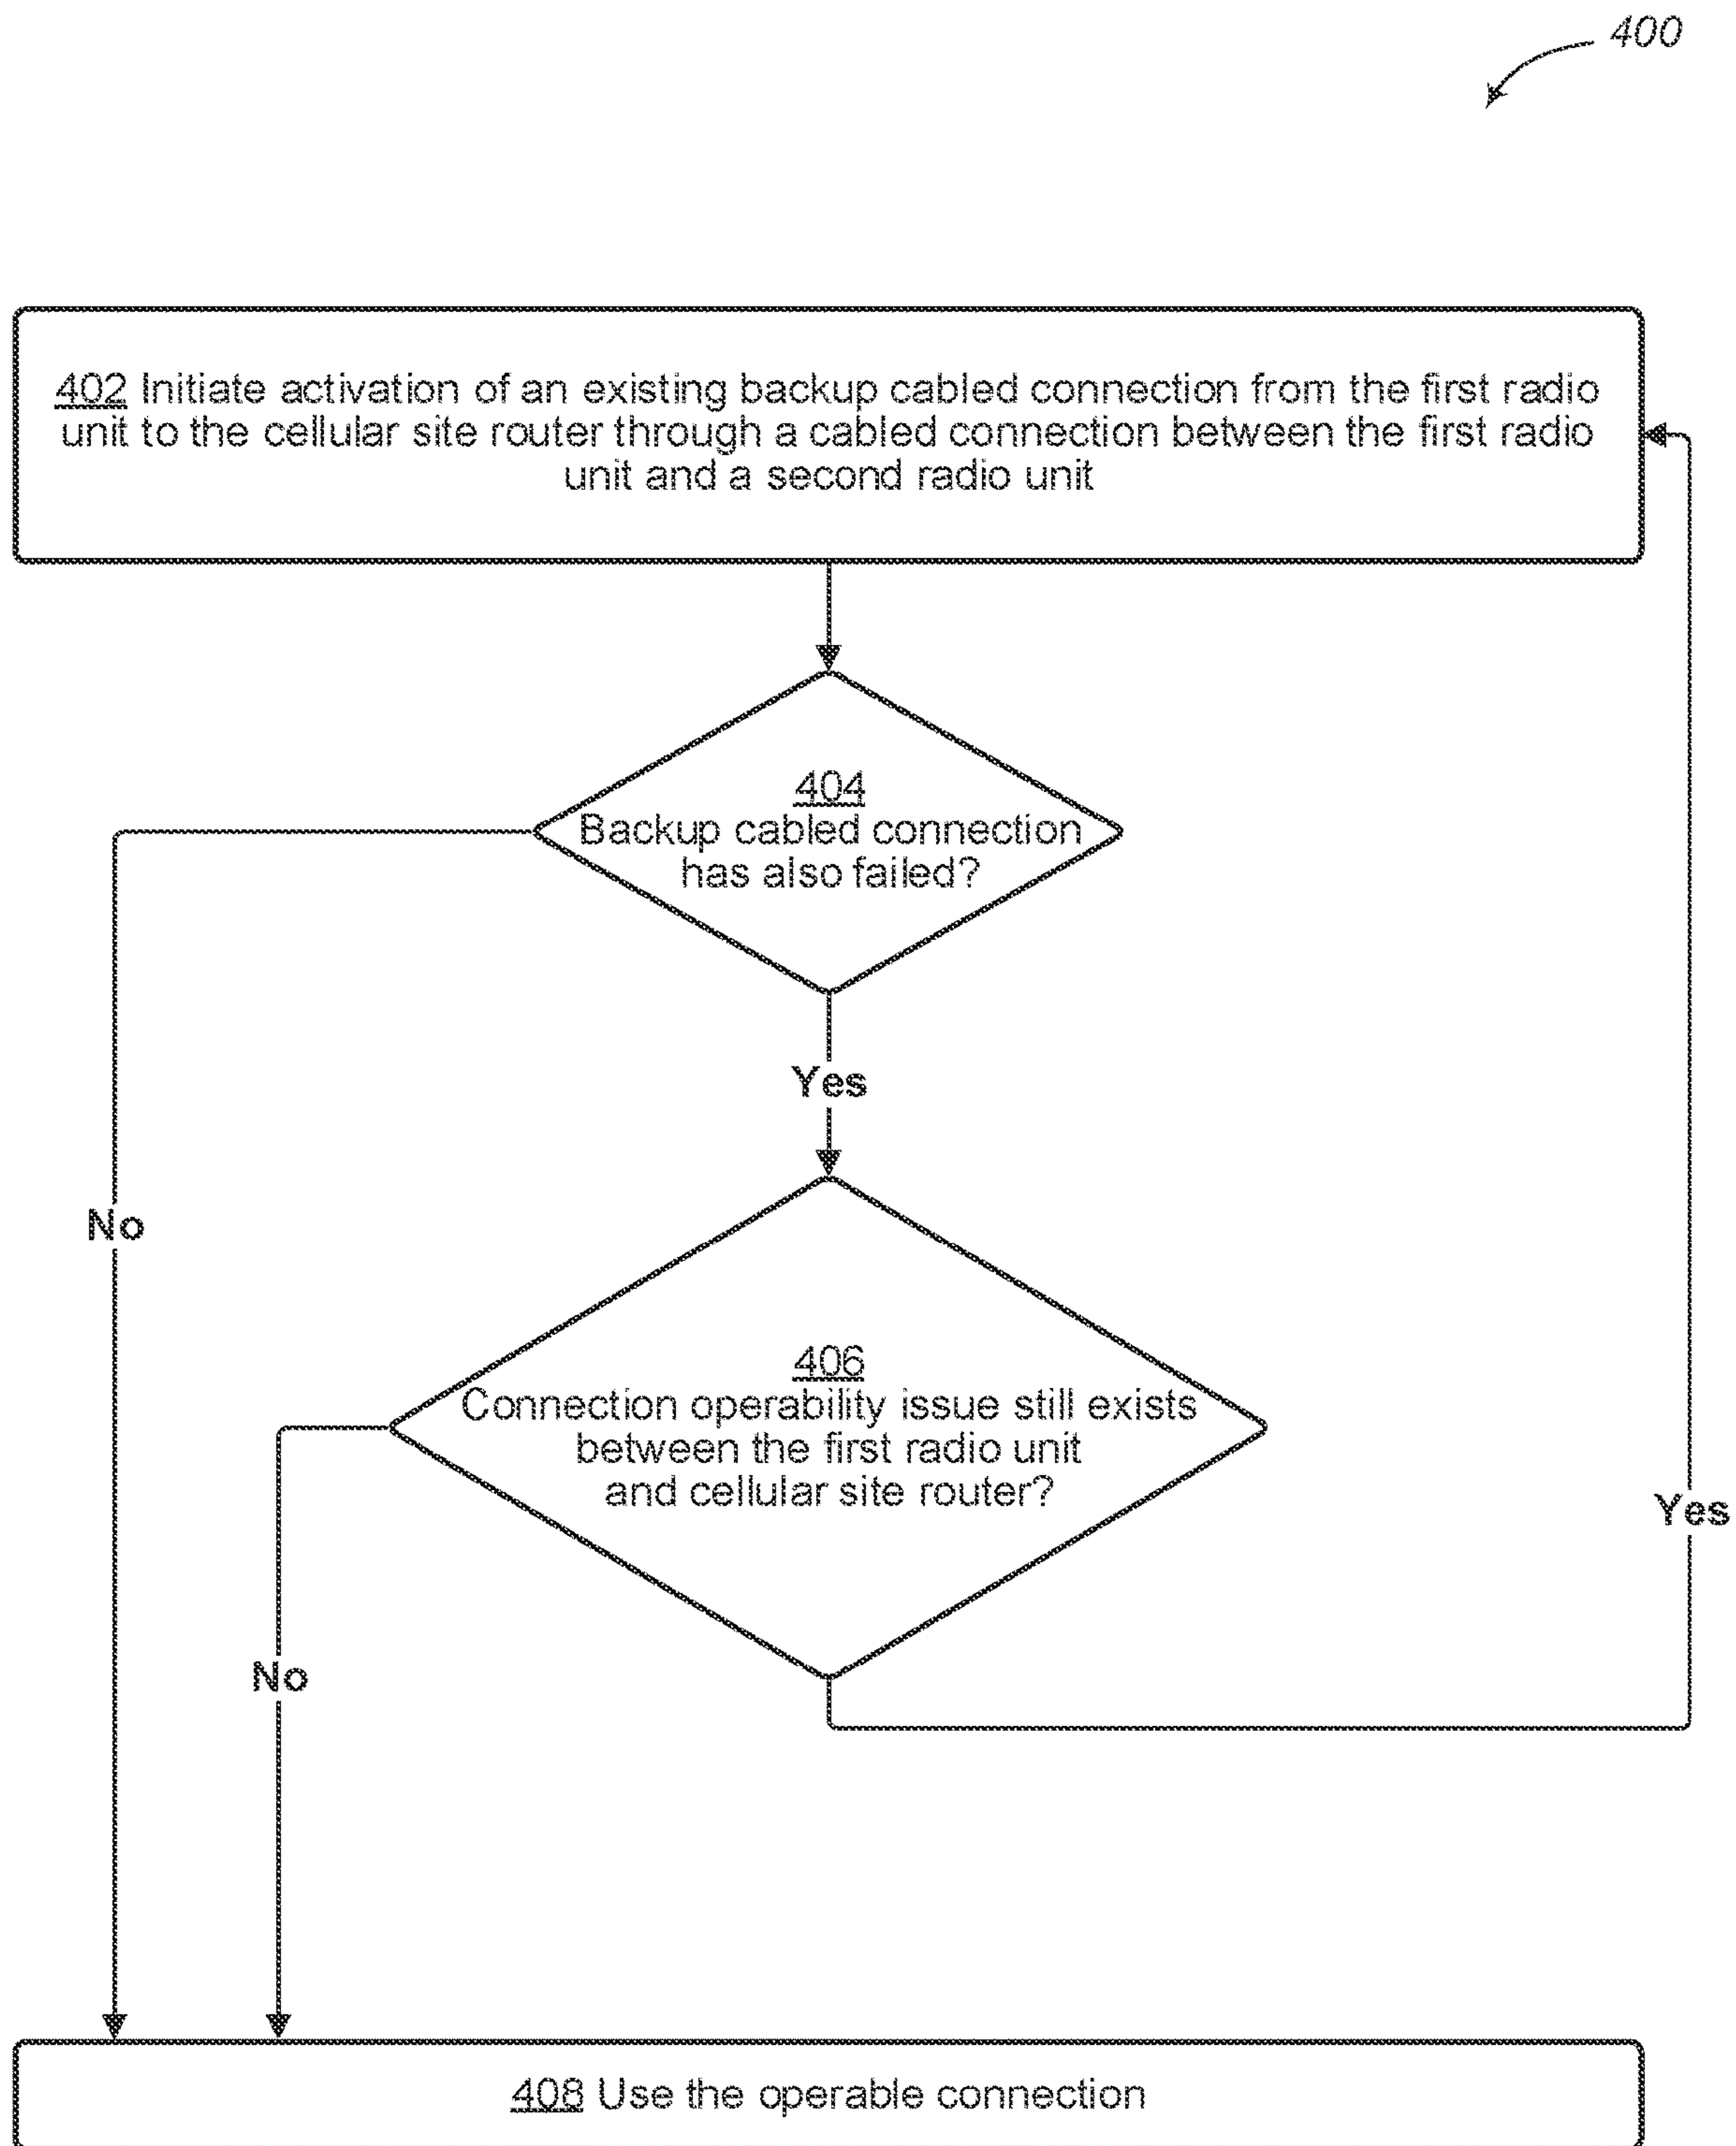 400
402 Initiate activation of an existing backup cabled connection from the first radio
unit to the cellular site router through a cabled connection between the first radio
unit and a second radio unit
404
Backup cabled connection
has also failed?
Yes
No
406
Connection operability issue still exists
between the first radio unit
and cellular site router?
Yes
No
408 Use the operable connection